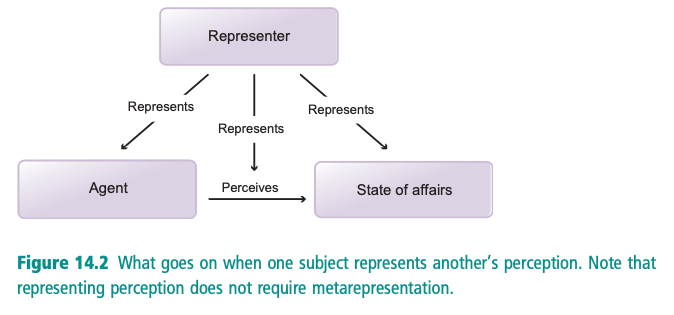 Representer
Represents
Represents
Represents
Agent
Perceives
State of affairs
Figure 14.2 What goes on when one subject represents another’s perception. Note that
representing perception does not require metarepresentation.